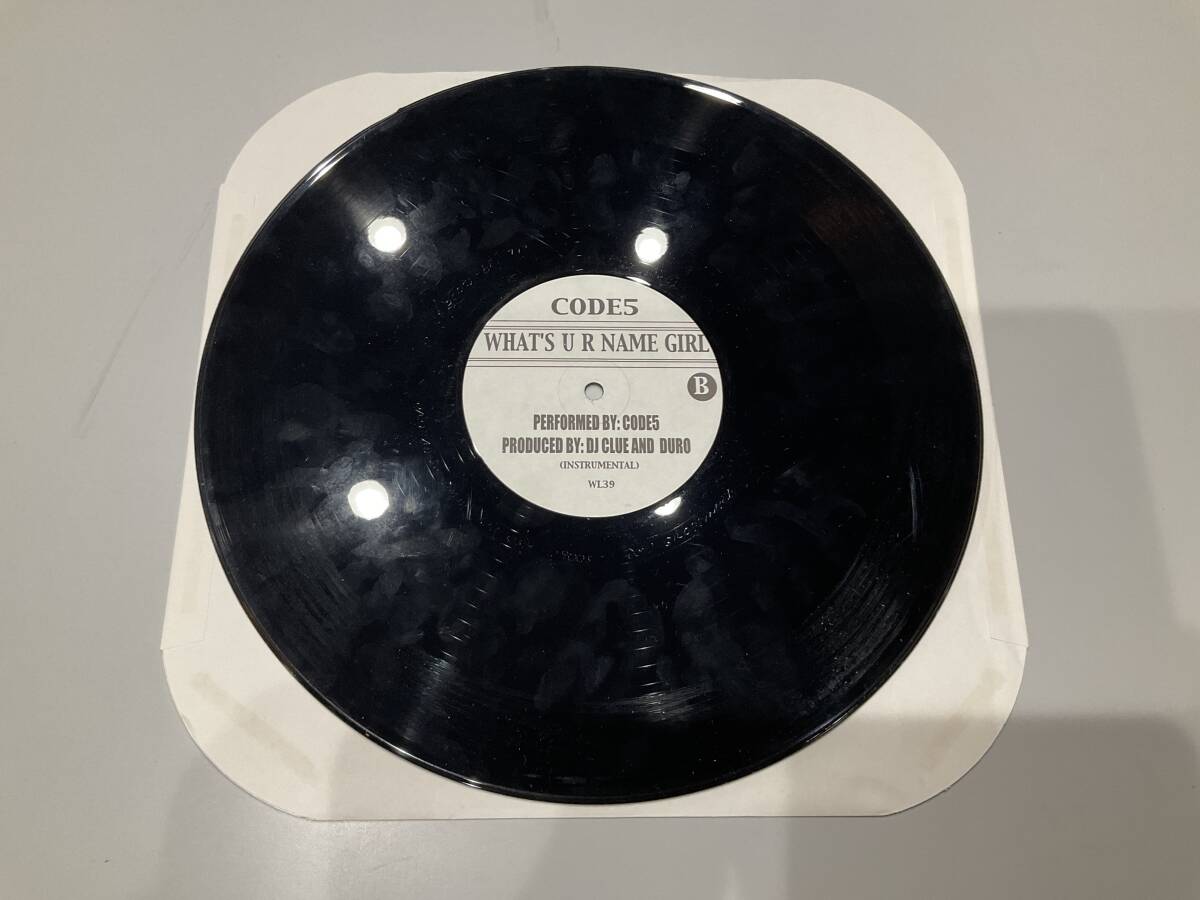 CODE5
WHAT'S U R NAME GIRL
B
PERFORMED BY: CODE5
PRODUCED BY: DJ CLUE AND DURO
(INSTRUMENTAL)
WL39